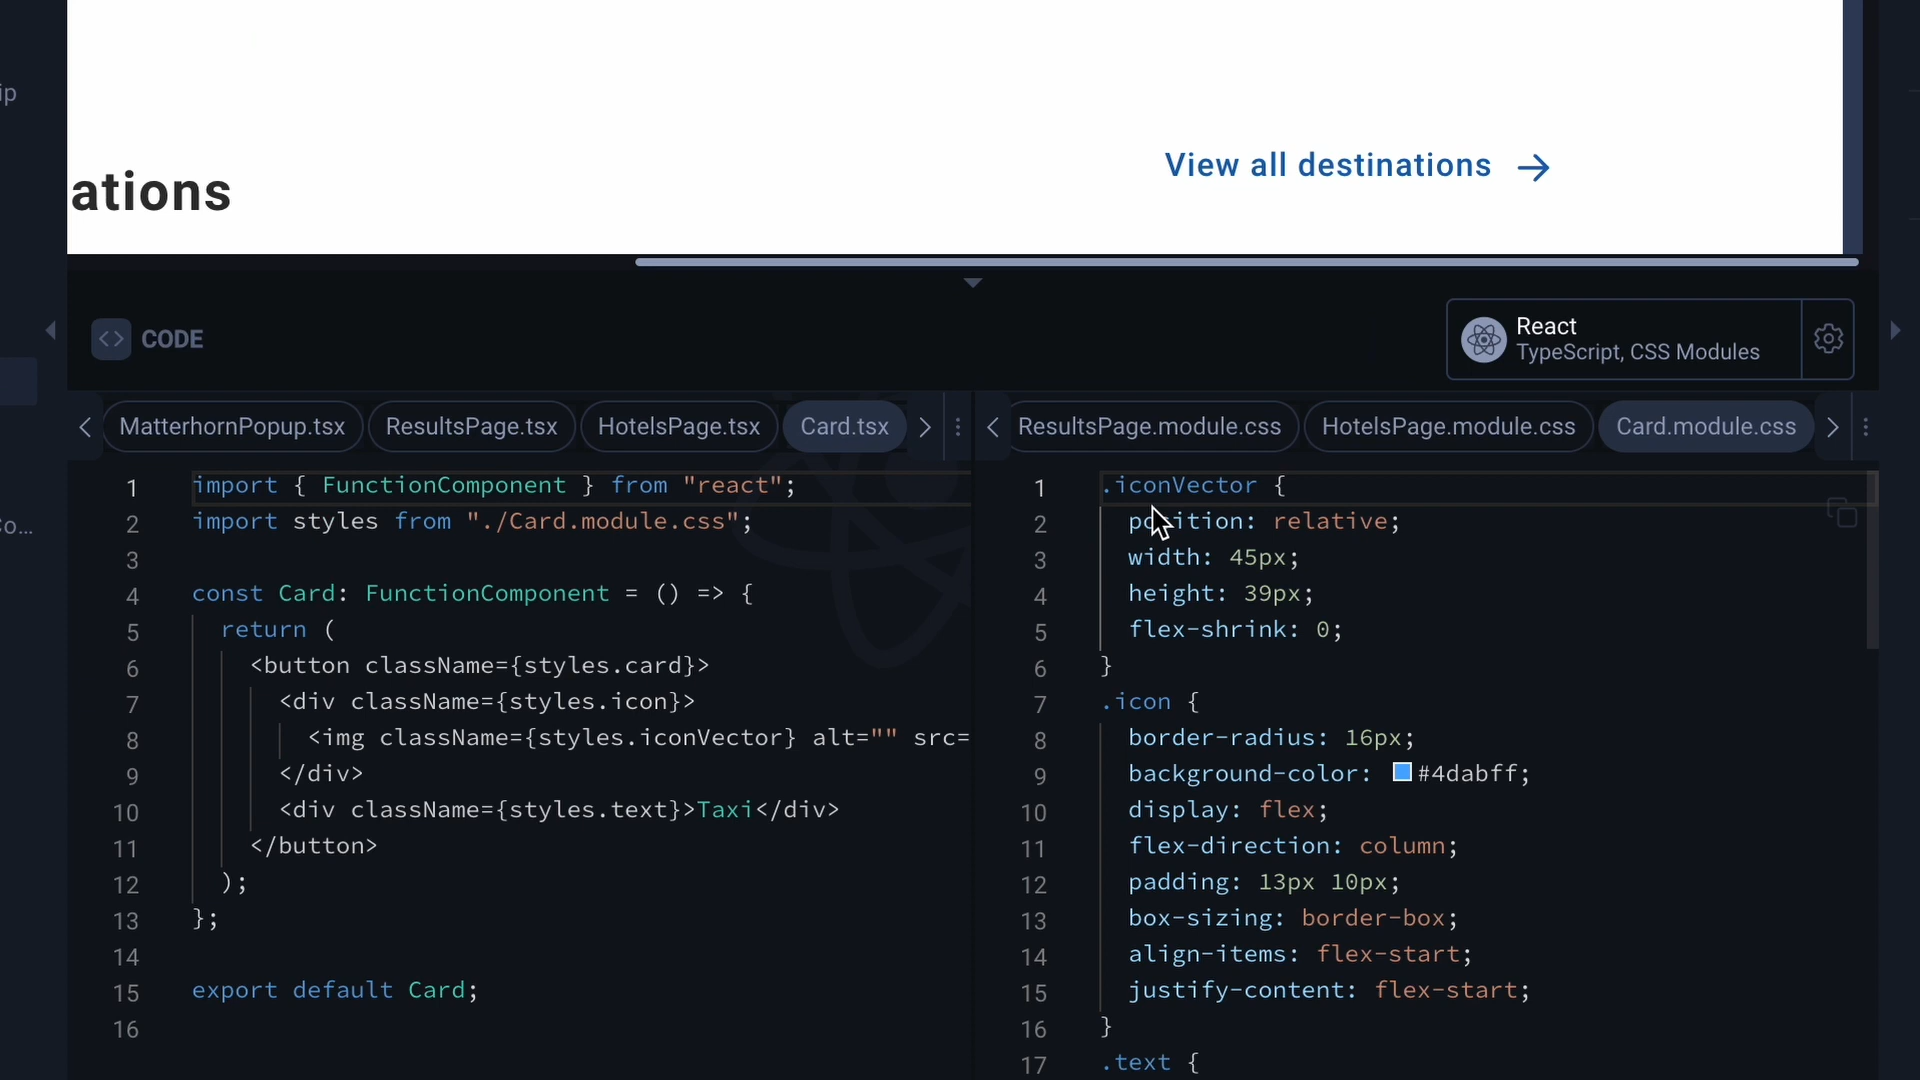 ip
ations
View all destinations
<> CODE
React
TypeScript, CSS Modules
MatterhornPopup.tsx ResultsPage.tsx HotelsPage.tsx Card.tsx
1 import { FunctionComponent } from "react";
2 import styles from "./Card.module.css";
3
4 const Card: FunctionComponent = () => {
5 return (
6 <button className={styles.card}>
7 <div className={styles.icon}>
8 <img className={styles.iconVector} alt="" src=
9 </div>
10 <div className={styles.text}>Taxi</div>
11 </button>
12 );
13 };
14
15 export default Card;
16
ResultsPage.module.css HotelsPage.module.css Card.module.css
1 .iconVector {
2 position: relative;
3 width: 45px;
4 height: 39px;
5 flex-shrink: 0;
6 }
7 .icon {
8 border-radius: 16px;
9 background-color: #4dabff;
10 display: flex;
11 flex-direction: column;
12 padding: 13px 10px;
13 box-sizing: border-box;
14 align-items: flex-start;
15 justify-content: flex-start;
16 }
17 .text {
Co...